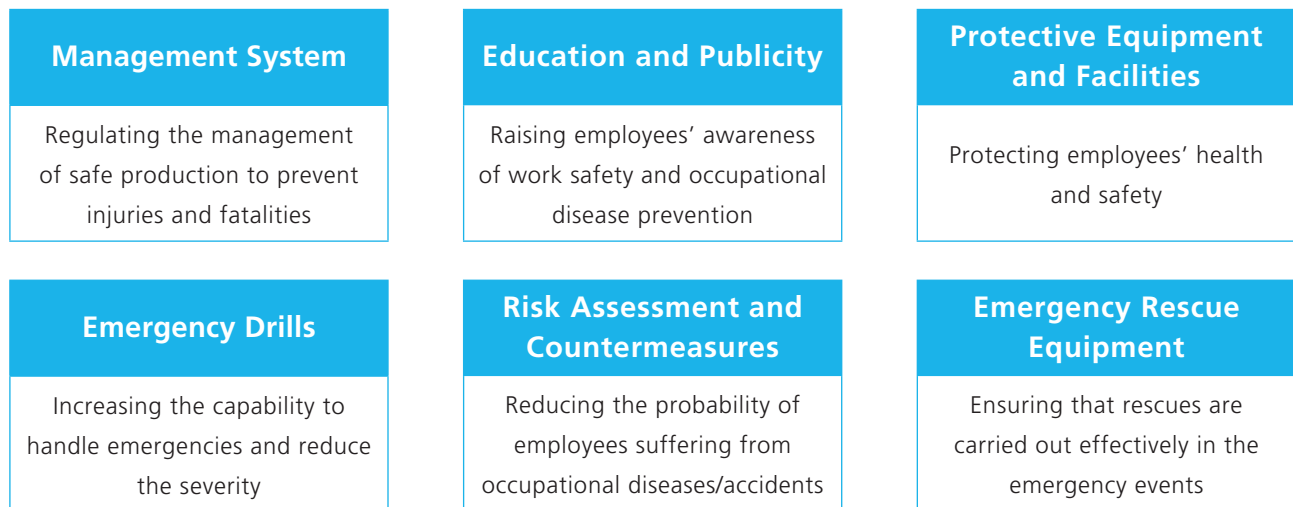 Management System
Regulating the management
of safe production to prevent
injuries and fatalities
Education and Publicity
Raising employees’ awareness
of work safety and occupational
disease prevention
Protective Equipment
and Facilities
Protecting employees’ health
and safety
Emergency Drills
Increasing the capability to
handle emergencies and reduce
the severity
Risk Assessment and
Countermeasures
Reducing the probability of
employees suffering from
occupational diseases/accidents
Emergency Rescue
Equipment
Ensuring that rescues are
carried out effectively in the
emergency events